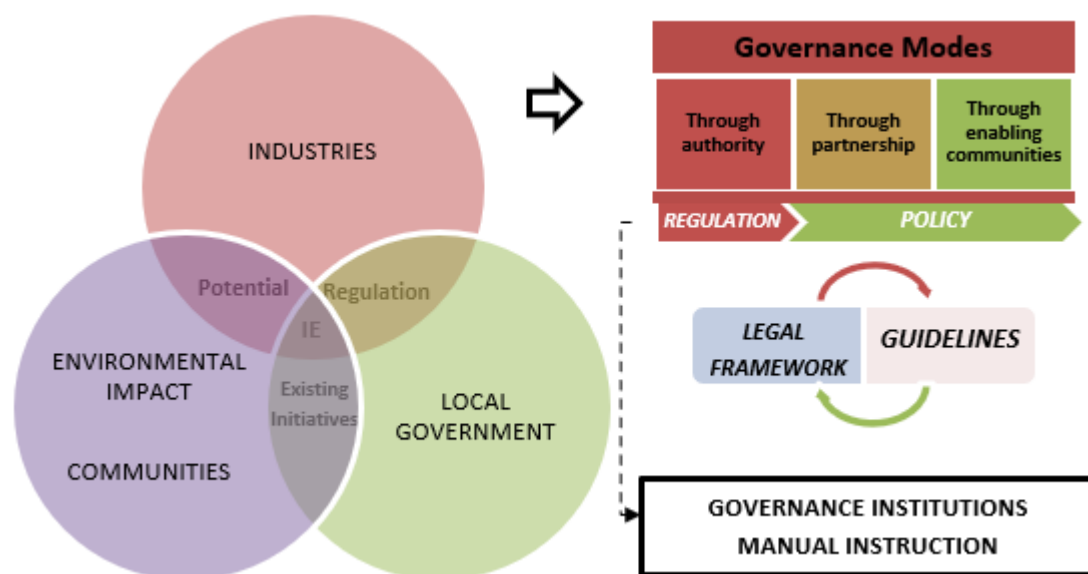 INDUSTRIES
Potential
Regulation
IE
ENVIRONMENTAL
IMPACT
COMMUNITIES
Existing
Initiatives
LOCAL
GOVERNMENT
Governance Modes
Through
authority
Through
partnership
Through
enabling
communities
REGULATION
POLICY
LEGAL
FRAMEWORK
GUIDELINES
GOVERNANCE INSTITUTIONS
MANUAL INSTRUCTION